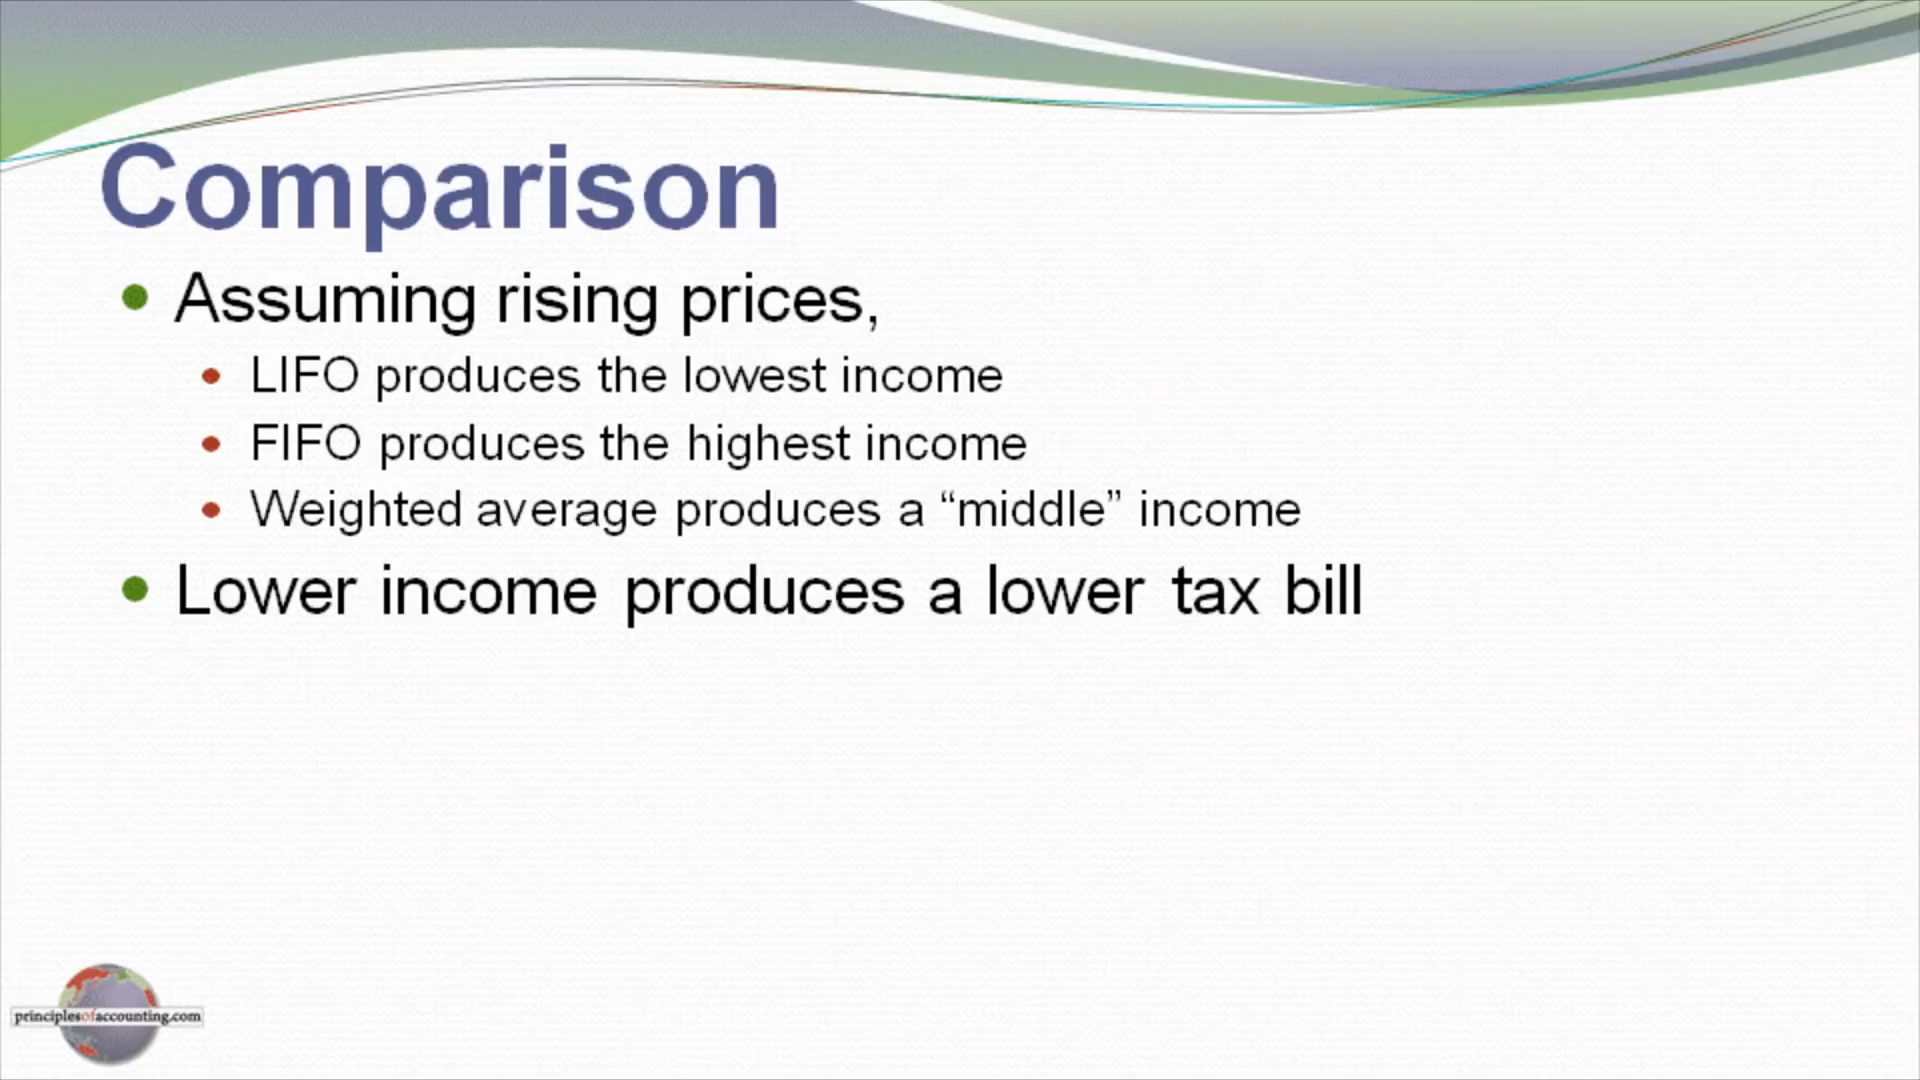 Comparison
Assuming rising prices,
LIFO produces the lowest income
FIFO produces the highest income
Weighted average produces a “middle” income
Lower income produces a lower tax bill
principlesofaccounting.com